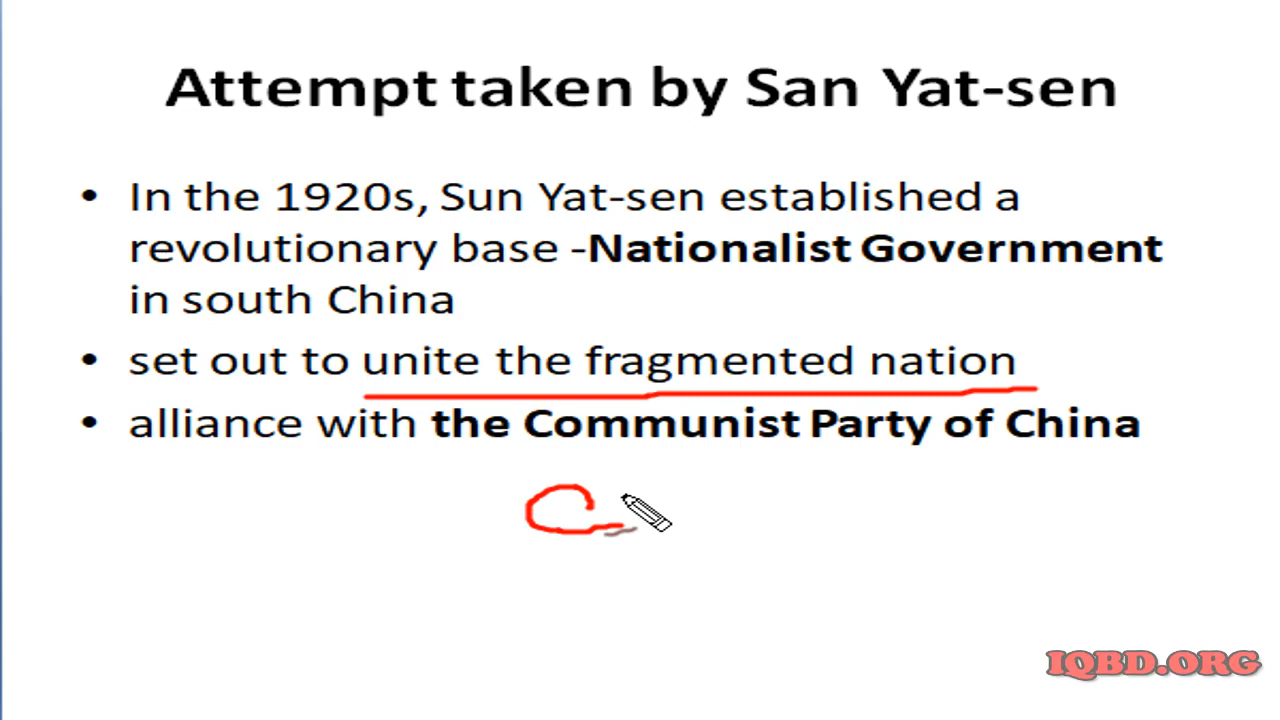 Attempt taken by San Yat-sen
• In the 1920s, Sun Yat-sen established a
revolutionary base -Nationalist Government
in south China
• set out to unite the fragmented nation
• alliance with the Communist Party of China
C
IQBD.ORG